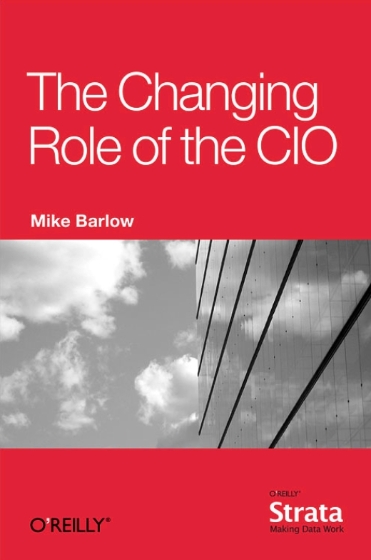 The Changing
Role of the CIO
Mike Barlow
O'REILLY®
O'REILLY®
Strata
Making Data Work